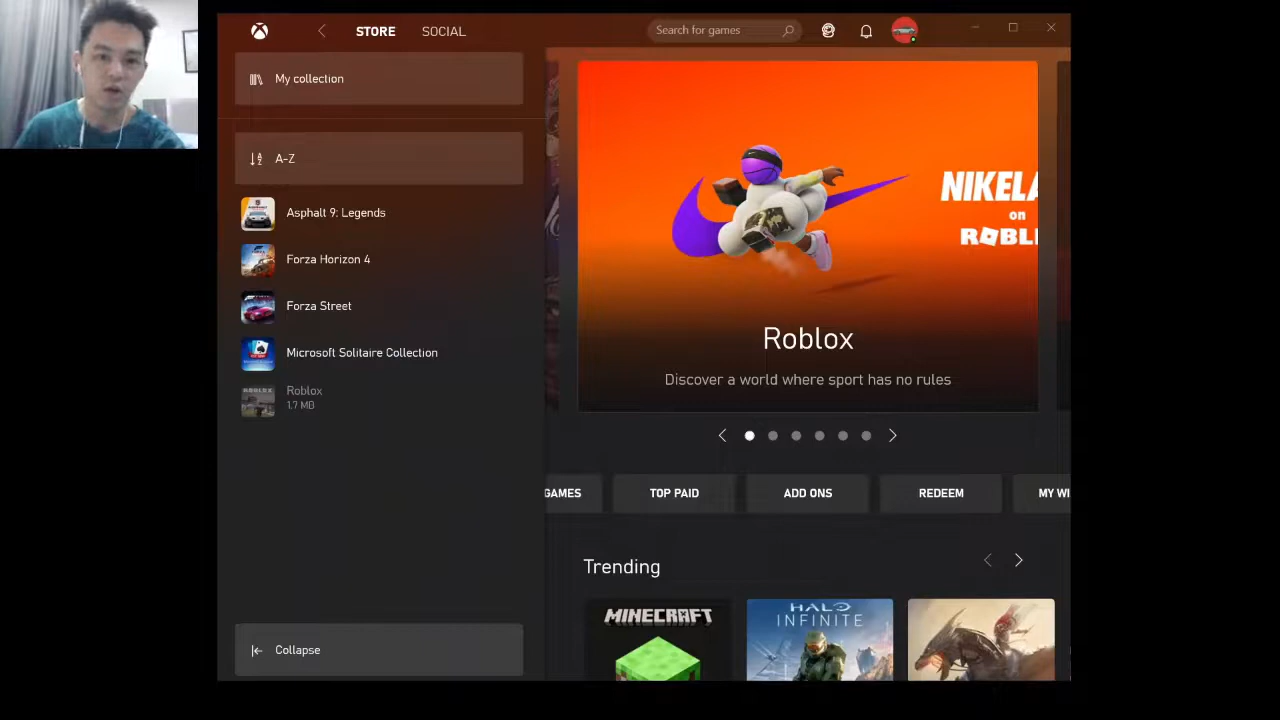 STORE
SOCIAL
Search for games
My collection
A-Z
Asphalt 9: Legends
Forza Horizon 4
Forza Street
Microsoft Solitaire Collection
Roblox
1.7 MB
Collapse
NIKELA
on
ROBL
Roblox
Discover a world where sport has no rules
GAMES
TOP PAID
ADD ONS
REDEEM
MY WI
Trending
MINECRAFT
HALO
INFINITE